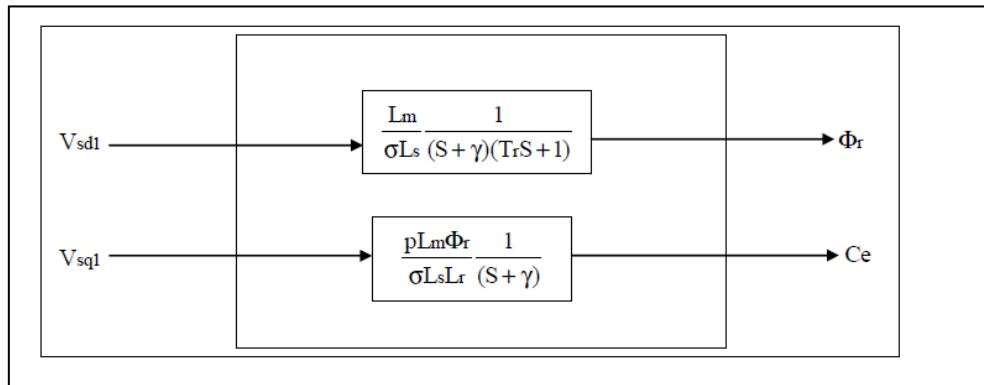 Vsd1
Lm 1
σLs (S + γ)(TrS + 1)
Φr
Vsq1
pLmΦr 1
σLsLr (S + γ)
Ce